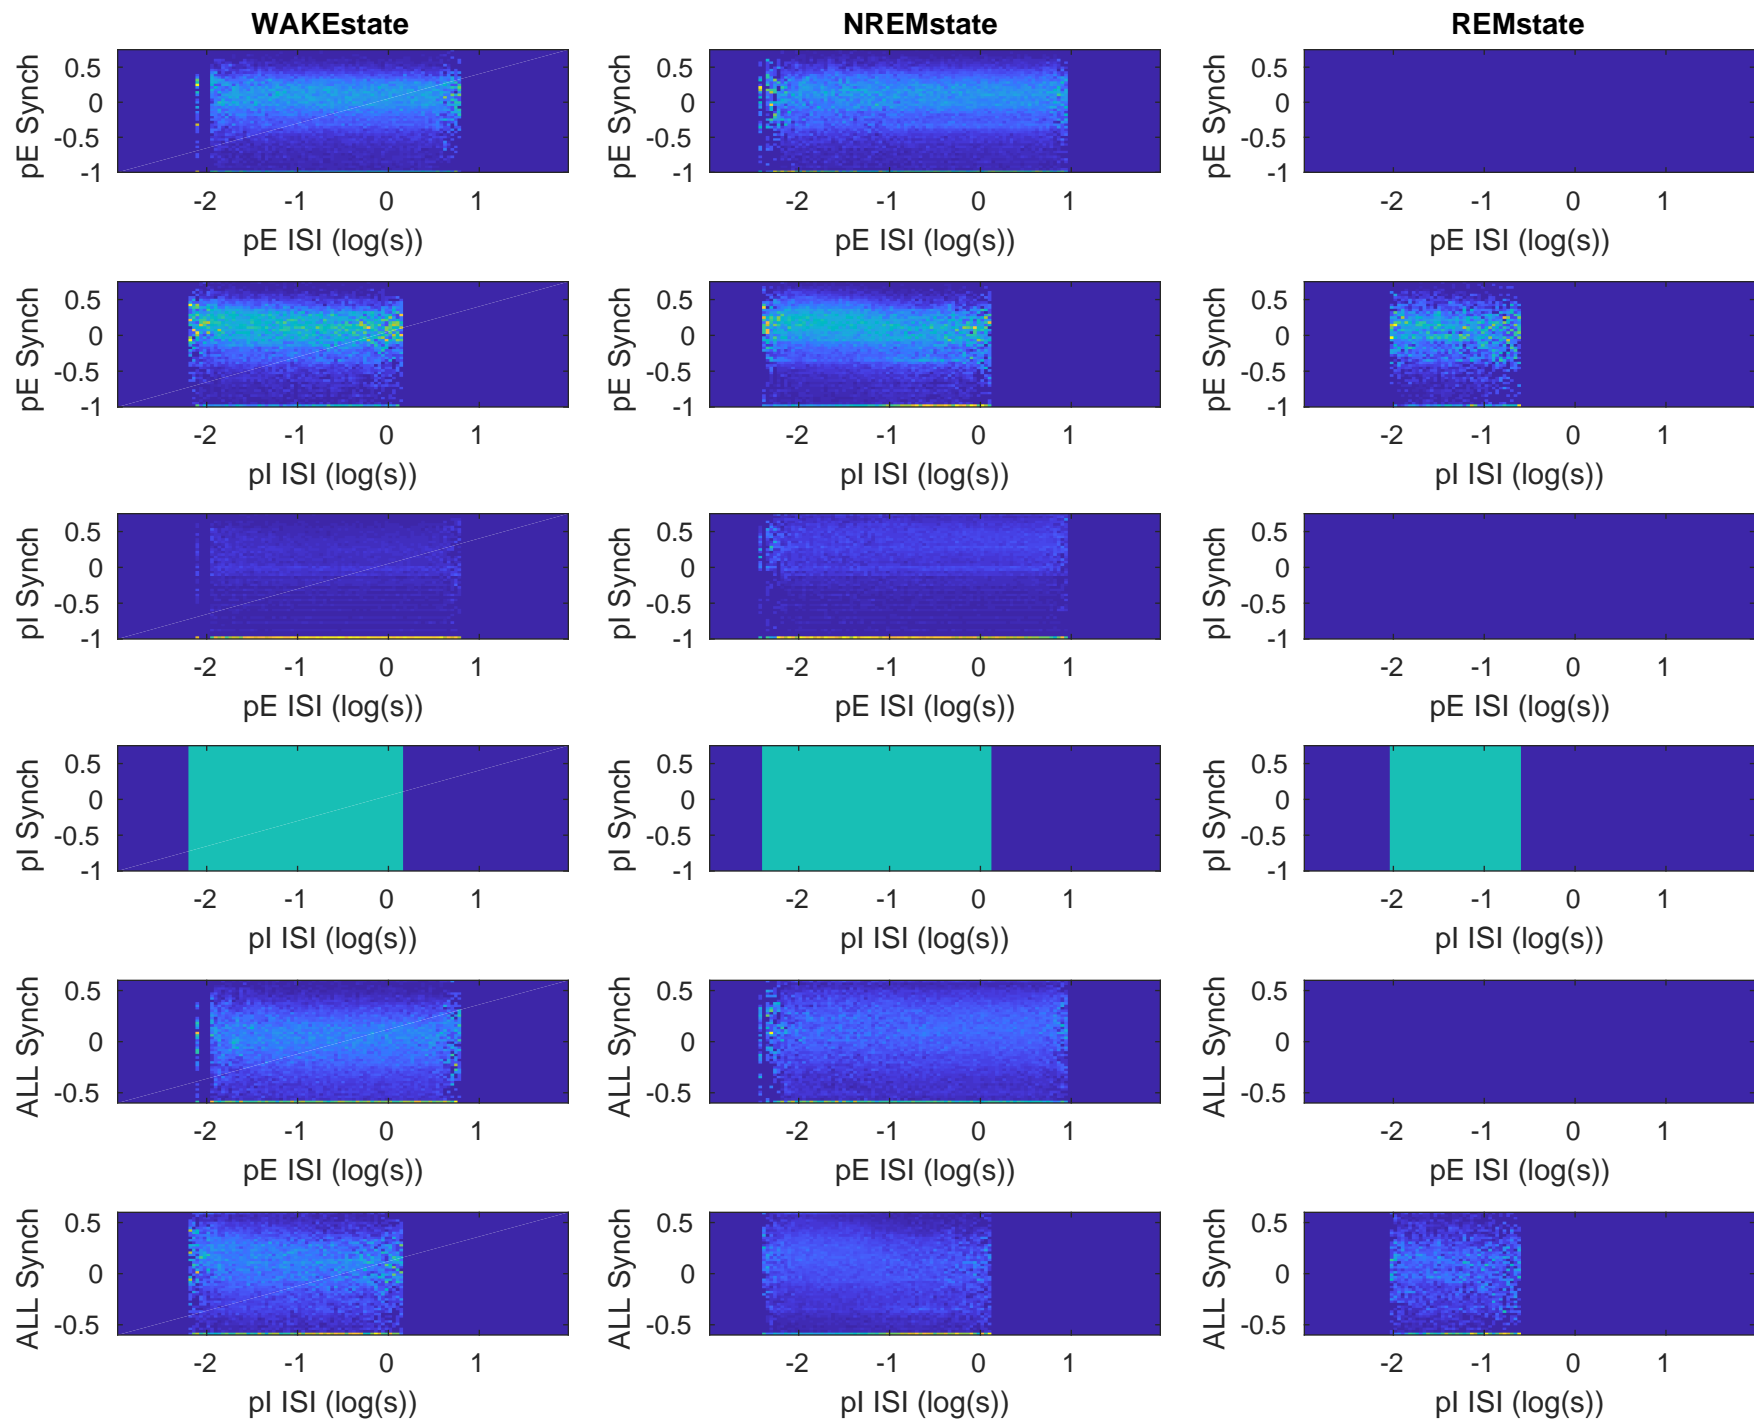 WAKEstate NREMstate REMstate
pE Synch 0.5 0 -0.5 -1 pE Synch 0.5 0 -0.5 -1 pE Synch 0.5 0 -0.5 -1
-2 -1 0 1 -2 -1 0 1 -2 -1 0 1
pE ISI (log(s)) pE ISI (log(s)) pE ISI (log(s))
pE Synch 0.5 0 -0.5 -1 pE Synch 0.5 0 -0.5 -1 pE Synch 0.5 0 -0.5 -1
-2 -1 0 1 -2 -1 0 1 -2 -1 0 1
pI ISI (log(s)) pI ISI (log(s)) pI ISI (log(s))
pI Synch 0.5 0 -0.5 -1 pI Synch 0.5 0 -0.5 -1 pI Synch 0.5 0 -0.5 -1
-2 -1 0 1 -2 -1 0 1 -2 -1 0 1
pE ISI (log(s)) pE ISI (log(s)) pE ISI (log(s))
pI Synch 0.5 0 -0.5 -1 pI Synch 0.5 0 -0.5 -1 pI Synch 0.5 0 -0.5 -1
-2 -1 0 1 -2 -1 0 1 -2 -1 0 1
pI ISI (log(s)) pI ISI (log(s)) pI ISI (log(s))
ALL Synch 0.5 0 -0.5 ALL Synch 0.5 0 -0.5 ALL Synch 0.5 0 -0.5
-2 -1 0 1 -2 -1 0 1 -2 -1 0 1
pE ISI (log(s)) pE ISI (log(s)) pE ISI (log(s))
ALL Synch 0.5 0 -0.5 ALL Synch 0.5 0 -0.5 ALL Synch 0.5 0 -0.5
-2 -1 0 1 -2 -1 0 1 -2 -1 0 1
pI ISI (log(s)) pI ISI (log(s)) pI ISI (log(s))